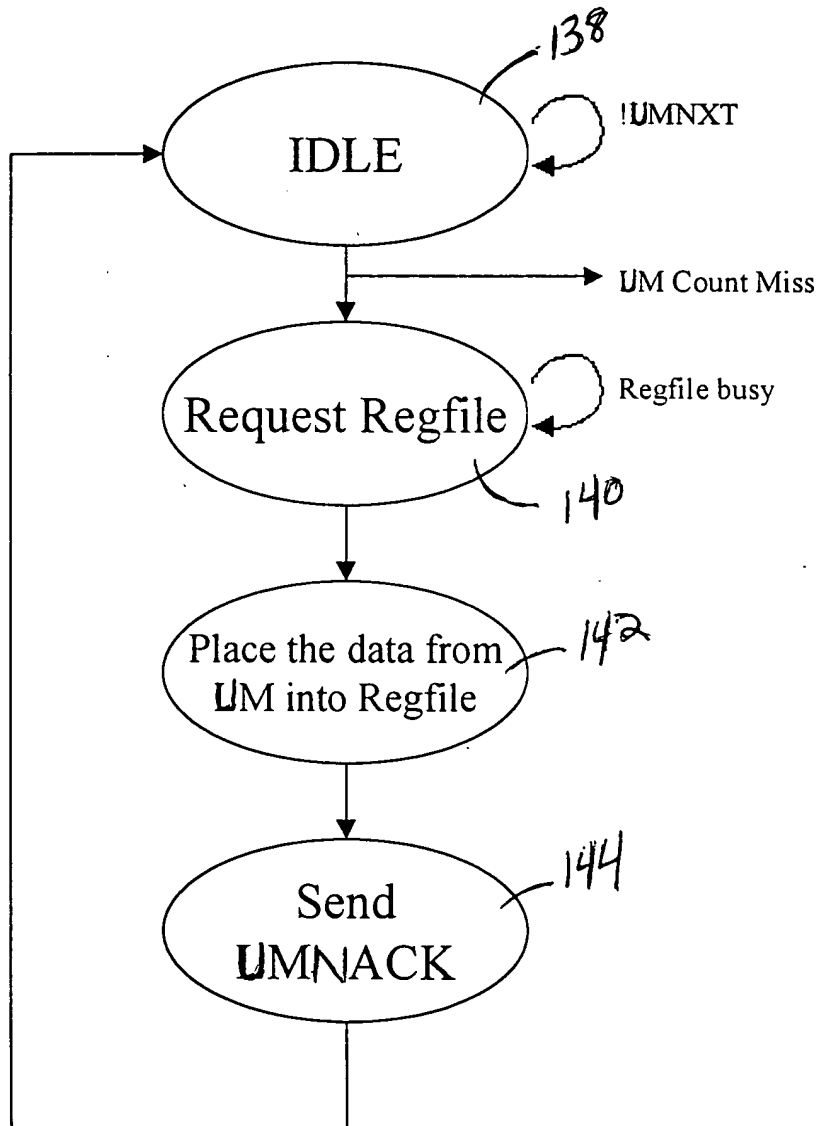 138
!UMNXT
IDLE
UM Count Miss
Request Regfile
Regfile busy
140
Place the data from
UM into Regfile
142
144
Send
UMNACK